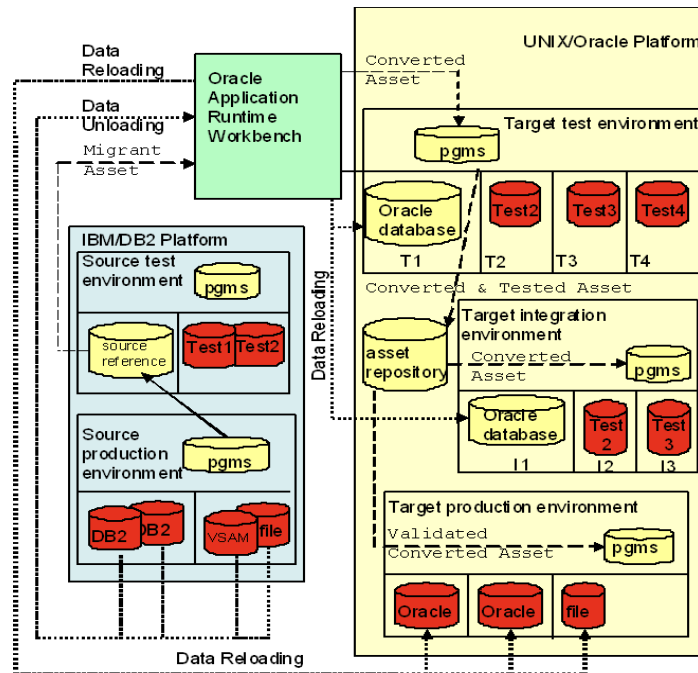 Data
Reloading
Data
Unloading
Migrant
Asset
Oracle
Application
Runtime
Workbench
Converted
Asset
UNIX/Oracle Platform
Target test environment
pgms
Oracle
database
Test2
Test3
Test4
T1
T2
T3
T4
Converted & Tested Asset
IBM/DB2 Platform
Source test
environment
pgms
source
reference
Test1
Test2
Data Reloading
Source
production
environment
pgms
DB2
DB2
VSAM
file
asset
repository
Target integration
environment
Converted
Asset
pgms
Oracle
database
Test
2
Test
3
I1
I2
I3
Target production environment
Validated
Converted Asset
pgms
Oracle
Oracle
file
Data Reloading